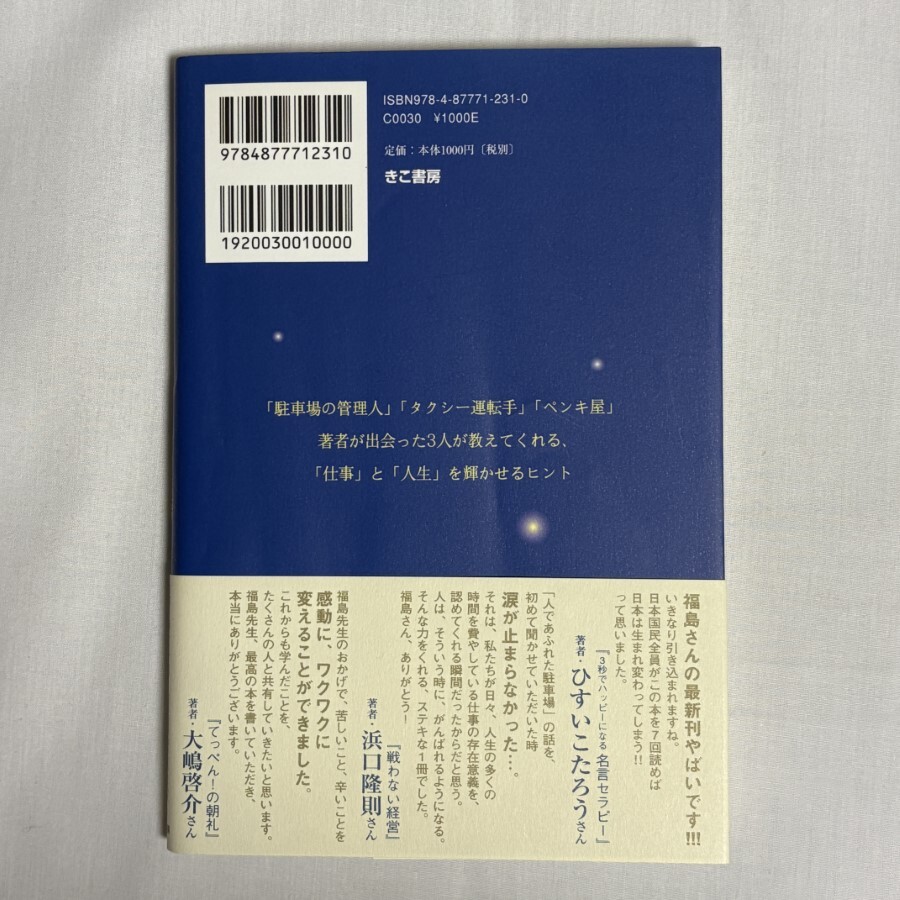 ISBN978-4-87771-231-0
C0030 ¥1000E
定価：本体1000円〔税別〕
きこ書房
9784877712310
1920030010000
「駐車場の管理人」「タクシー運転手」「ペンキ屋」
著者が出会った3人が教えてくれる、
「仕事」と「人生」を輝かせるヒント
福島さんの最新刊やばいです!!!
いきなり引き込まれますね。
日本国民全員がこの本を7回読めば
日本は生まれ変わってしまう!!
って思いました。
『3秒でハッピーになる名言セラピー』
著者・ひすいこたろうさん
「人であふれた駐車場」の話を、
初めて聞かせていただいた時
涙が止まらなかった…。
それは、私たちが日々、人生の多くの
時間を費やしている仕事の存在意義を、
認めてくれる瞬間だったからだと思う。
人は、そういう時に、がんばれるようになる。
そんな力をくれる、ステキな1冊でした。
福島さん、ありがとう！
『戦わない経営』
著者・浜口隆則さん
福島先生のおかげで、苦しいこと、辛いことを
感動に、ワクワクに
変えることができました。
これからも学んだことを、
たくさんの人と共有していきたいと思います。
福島先生、最高の本を書いていただき、
本当にありがとうございます。
『てっぺん！の朝礼』
著者・大嶋啓介さん